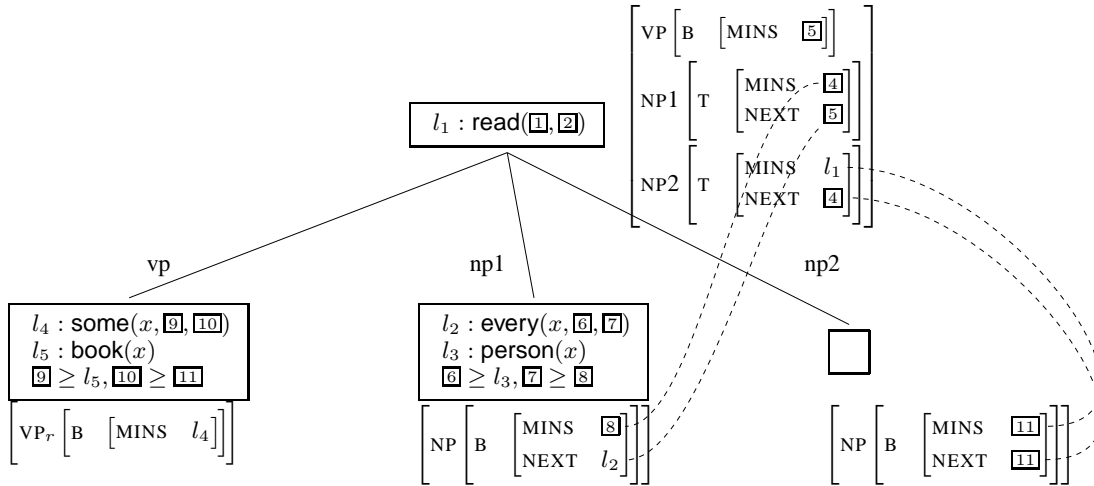 VP B MINS 5
NP1 T MINS 4
NEXT 5
NP2 T MINS l1
NEXT 4
l1 : read(1, 2)
vp
np1
np2
l4 : some(x, 9, 10)
l5 : book(x)
9 ≥ l5, 10 ≥ 11
VPr B MINS l4
l2 : every(x, 6, 7)
l3 : person(x)
6 ≥ l3, 7 ≥ 8
NP B MINS 8
NEXT l2
NP B MINS 11
NEXT 11